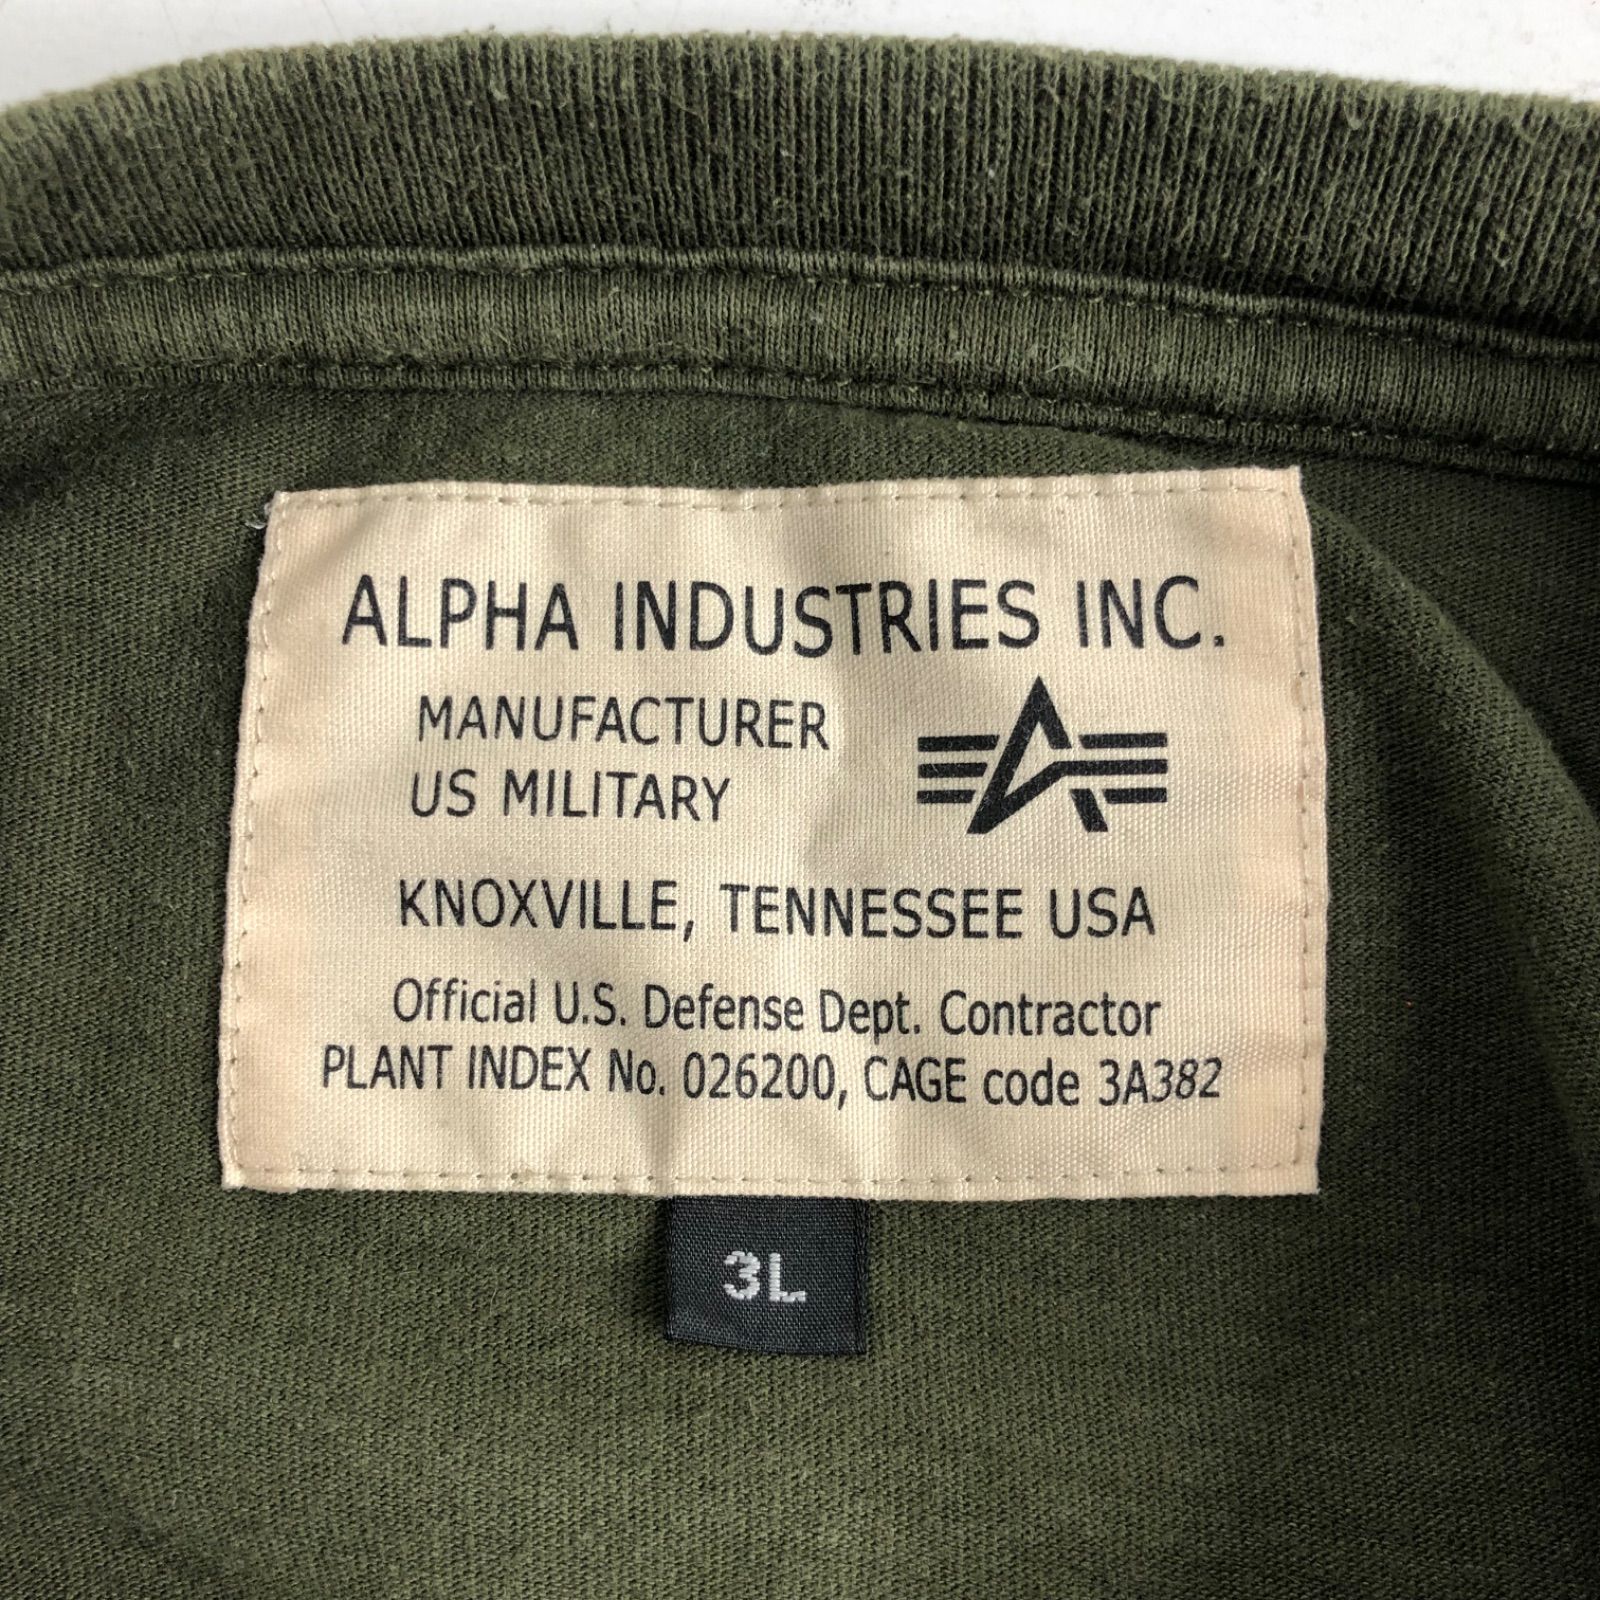 ALPHA INDUSTRIES INC.
MANUFACTURER
US MILITARY
KNOXVILLE, TENNESSEE USA
Official U.S. Defense Dept. Contractor
PLANT INDEX No. 026200, CAGE code 3A382
3L